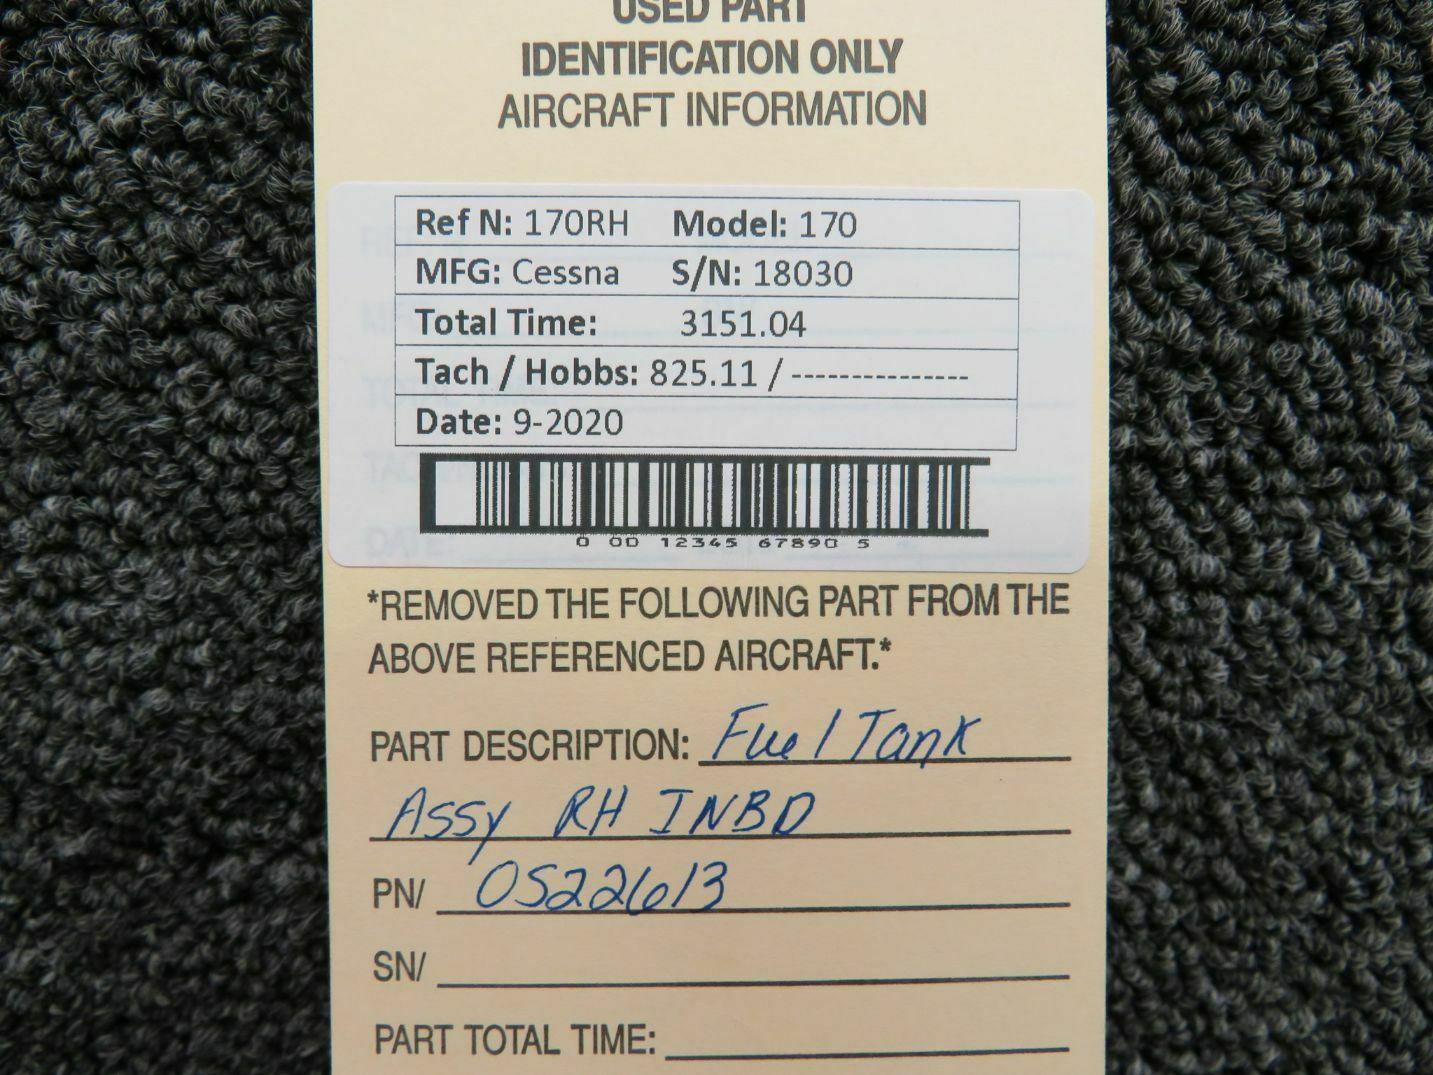 USED PART
IDENTIFICATION ONLY
AIRCRAFT INFORMATION
Ref N: 170RH Model: 170
MFG: Cessna S/N: 18030
Total Time: 3151.04
Tach / Hobbs: 825.11 / ---------------
Date: 9-2020
0 00 12345 67890 5
*REMOVED THE FOLLOWING PART FROM THE
ABOVE REFERENCED AIRCRAFT.*
PART DESCRIPTION: Fuel Tank
Assy RH INBD
PN/ 0522613
SN/
PART TOTAL TIME: